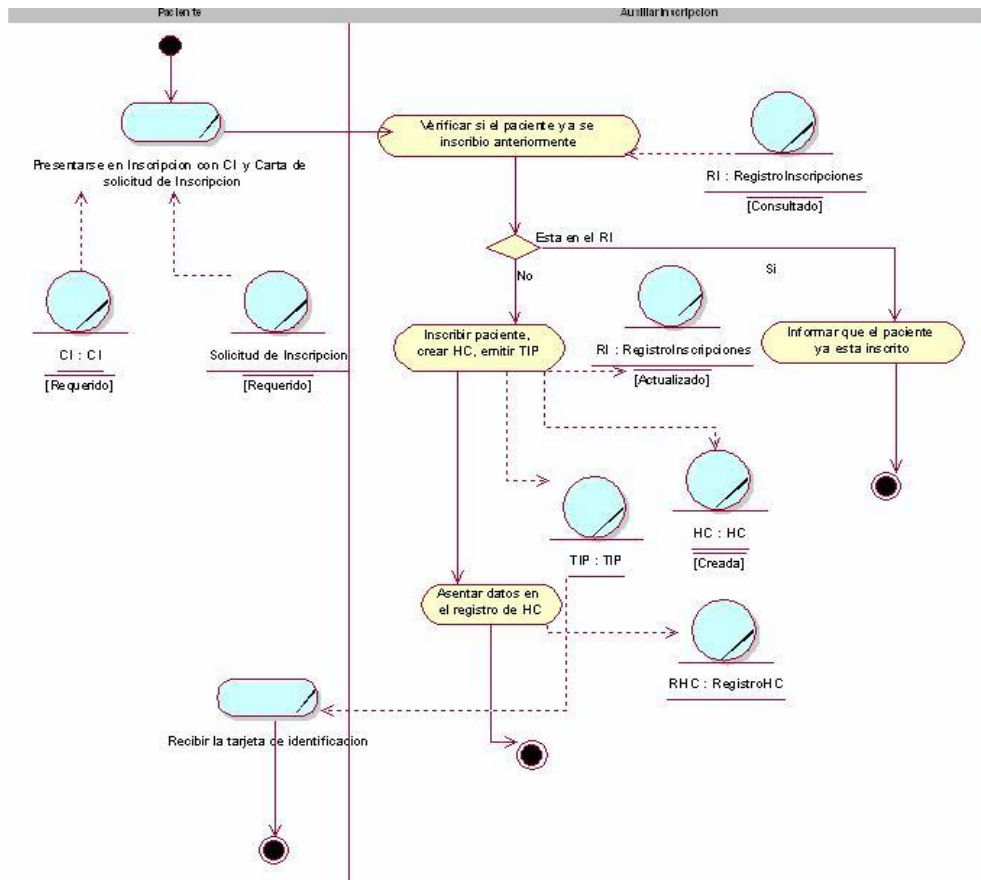 Paciente
AuxiliarInscripcion
Verificar si el paciente ya se
inscribio anteriormente
Presentarse en Inscripcion con CI y Carta de
solicitud de Inscripcion
RI : RegistroInscripciones
[Consultado]
Esta en el RI
No
Si
CI : CI
[Requerido]
Solicitud de Inscripcion
[Requerido]
Inscribir paciente,
crear HC, emitir TIP
RI : RegistroInscripciones
[Actualizado]
Informar que el paciente
ya esta inscrito
HC : HC
[Creada]
TIP : TIP
Asentar datos en
el registro de HC
RHC : RegistroHC
Recibir la tarjeta de identificacion